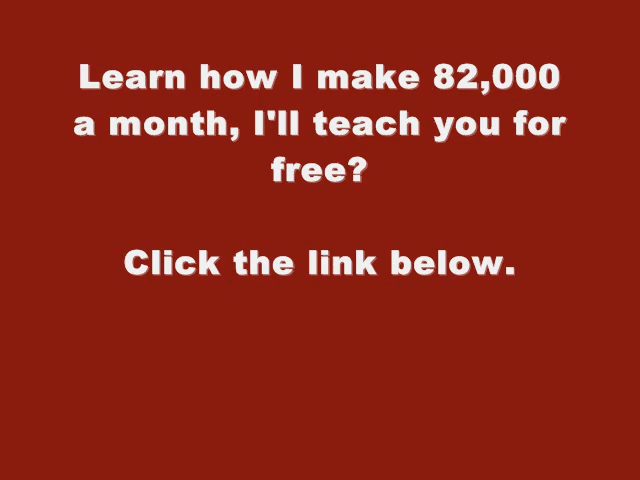 Learn how I make 82,000
a month, I'll teach you for
free?
Click the link below.